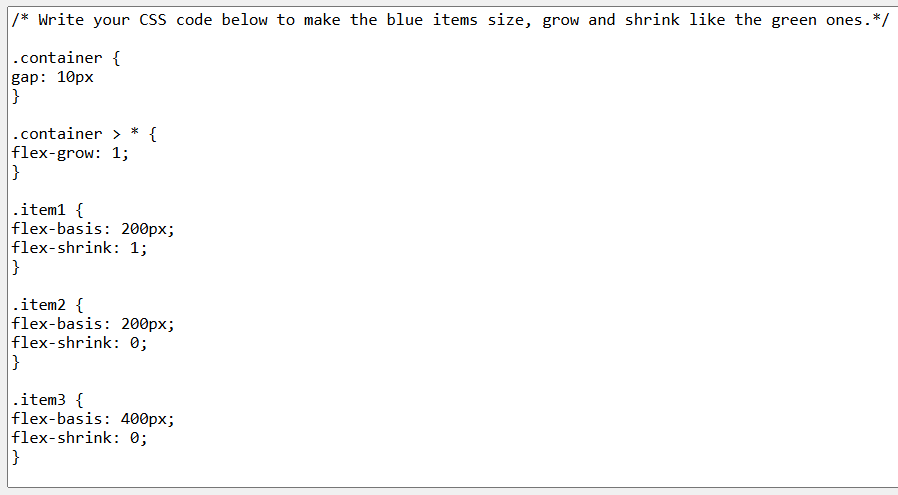 /* Write your CSS code below to make the blue items size, grow and shrink like the green ones.*/
.container {
gap: 10px
}
.container > * {
flex-grow: 1;
}
.item1 {
flex-basis: 200px;
flex-shrink: 1;
}
.item2 {
flex-basis: 200px;
flex-shrink: 0;
}
.item3 {
flex-basis: 400px;
flex-shrink: 0;
}